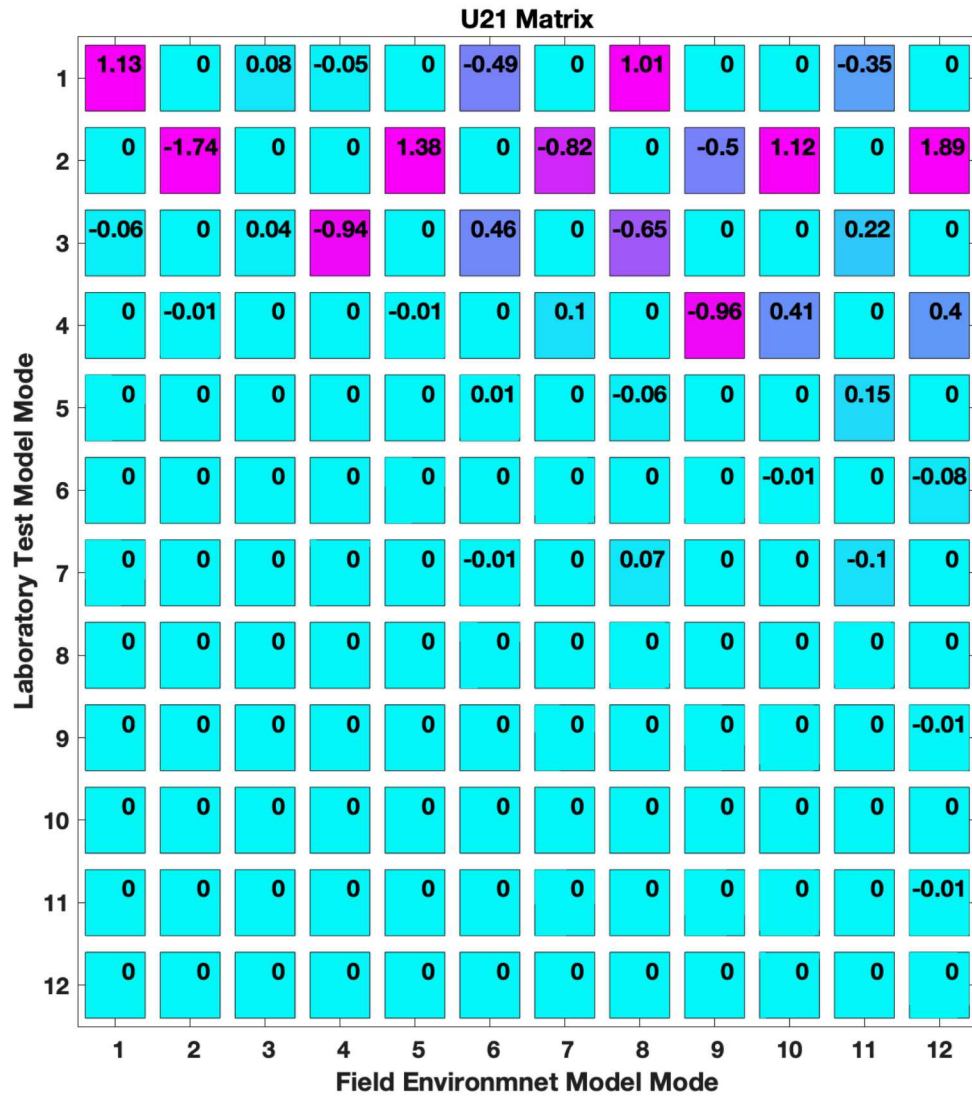 U21 Matrix
1 1.13 0 0.08 -0.05 0 -0.49 0 1.01 0 0 -0.35 0
2 0 -1.74 0 0 1.38 0 -0.82 0 -0.5 1.12 0 1.89
3 -0.06 0 0.04 -0.94 0 0.46 0 -0.65 0 0 0.22 0
4 0 -0.01 0 0 -0.01 0 0.1 0 -0.96 0.41 0 0.4
5 0 0 0 0 0 0.01 0 -0.06 0 0 0.15 0
6 0 0 0 0 0 0 0 0 0 -0.01 0 -0.08
7 0 0 0 0 0 -0.01 0 0.07 0 0 -0.1 0
8 0 0 0 0 0 0 0 0 0 0 0 0
9 0 0 0 0 0 0 0 0 0 0 0 -0.01
10 0 0 0 0 0 0 0 0 0 0 0 0
11 0 0 0 0 0 0 0 0 0 0 0 -0.01
12 0 0 0 0 0 0 0 0 0 0 0 0
1 2 3 4 5 6 7 8 9 10 11 12
Field Environmnet Model Mode
Laboratory Test Model Mode